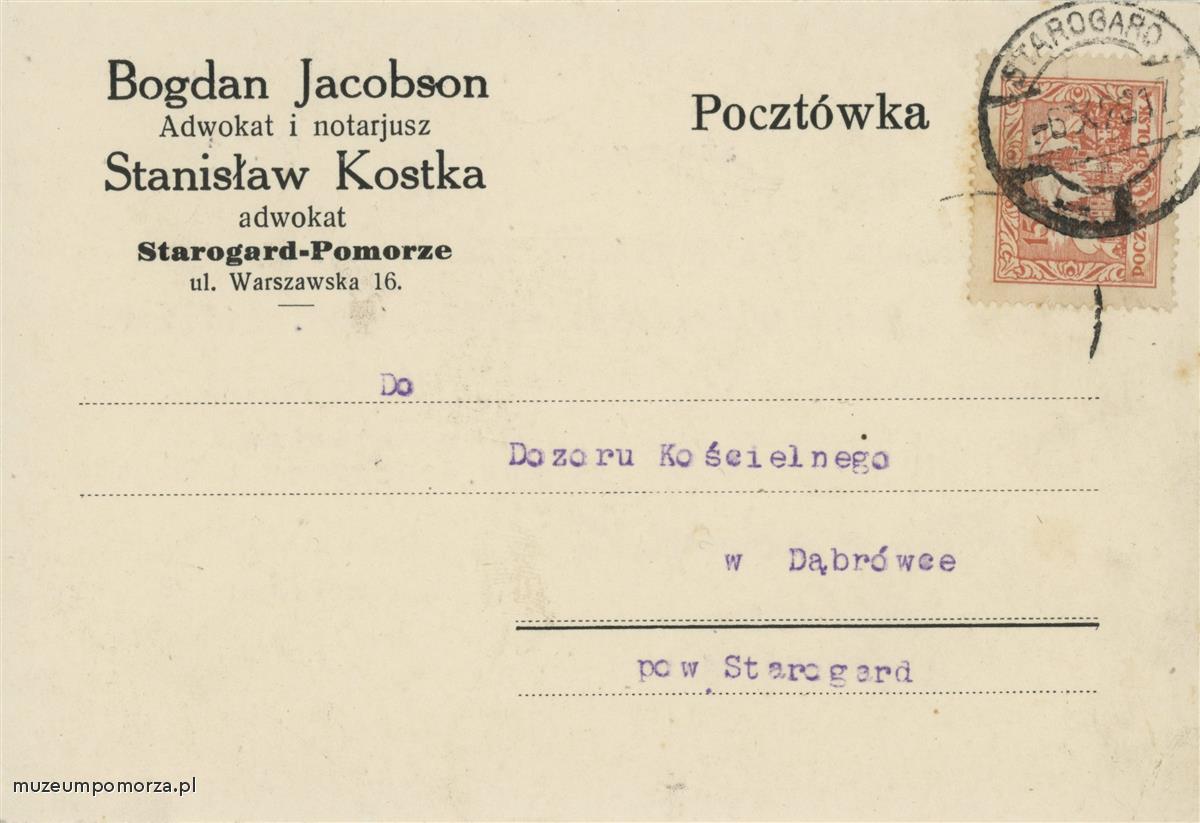 Bogdan Jacobson
Adwokat i notarjusz
Stanisław Kostka
adwokat
Starogard-Pomorze
ul. Warszawska 16.
Pocztówka
STAROGARD
15
POCZTA POLSKA
Do
Dozoru Kościelnego
w Dąbrówce
pow. Starogard
muzeumpomorza.pl